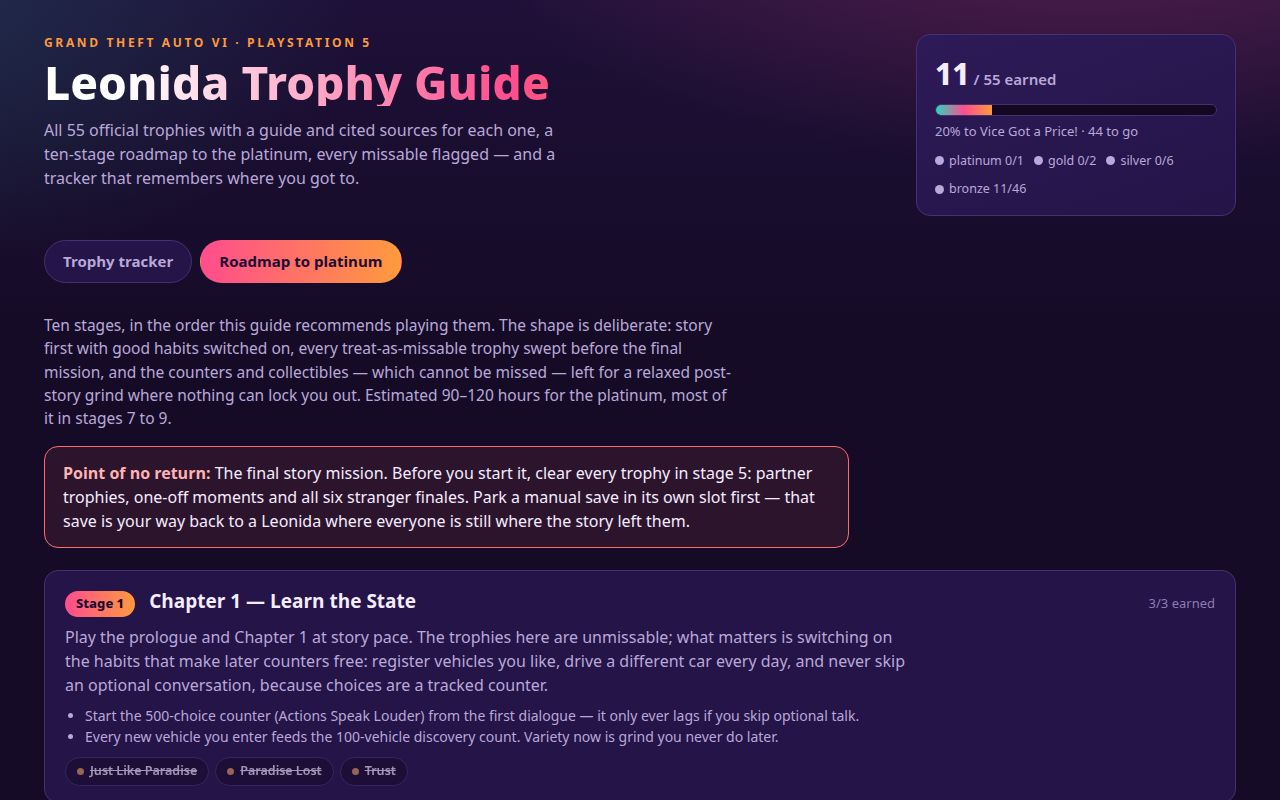 GRAND THEFT AUTO VI · PLAYSTATION 5
Leonida Trophy Guide
All 55 official trophies with a guide and cited sources for each one, a
ten-stage roadmap to the platinum, every missable flagged — and a
tracker that remembers where you got to.
11 / 55 earned
20% to Vice Got a Price! · 44 to go
platinum 0/1 gold 0/2 silver 0/6
bronze 11/46
Trophy tracker Roadmap to platinum
Ten stages, in the order this guide recommends playing them. The shape is deliberate: story
first with good habits switched on, every treat-as-missable trophy swept before the final
mission, and the counters and collectibles — which cannot be missed — left for a relaxed post-
story grind where nothing can lock you out. Estimated 90–120 hours for the platinum, most of
it in stages 7 to 9.
Point of no return: The final story mission. Before you start it, clear every trophy in stage 5: partner
trophies, one-off moments and all six stranger finales. Park a manual save in its own slot first — that
save is your way back to a Leonida where everyone is still where the story left them.
Stage 1 Chapter 1 — Learn the State 3/3 earned
Play the prologue and Chapter 1 at story pace. The trophies here are unmissable; what matters is switching on
the habits that make later counters free: register vehicles you like, drive a different car every day, and never skip
an optional conversation, because choices are a tracked counter.
Start the 500-choice counter (Actions Speak Louder) from the first dialogue — it only ever lags if you skip optional talk.
Every new vehicle you enter feeds the 100-vehicle discovery count. Variety now is grind you never do later.
Just Like Paradise Paradise Lost Trust